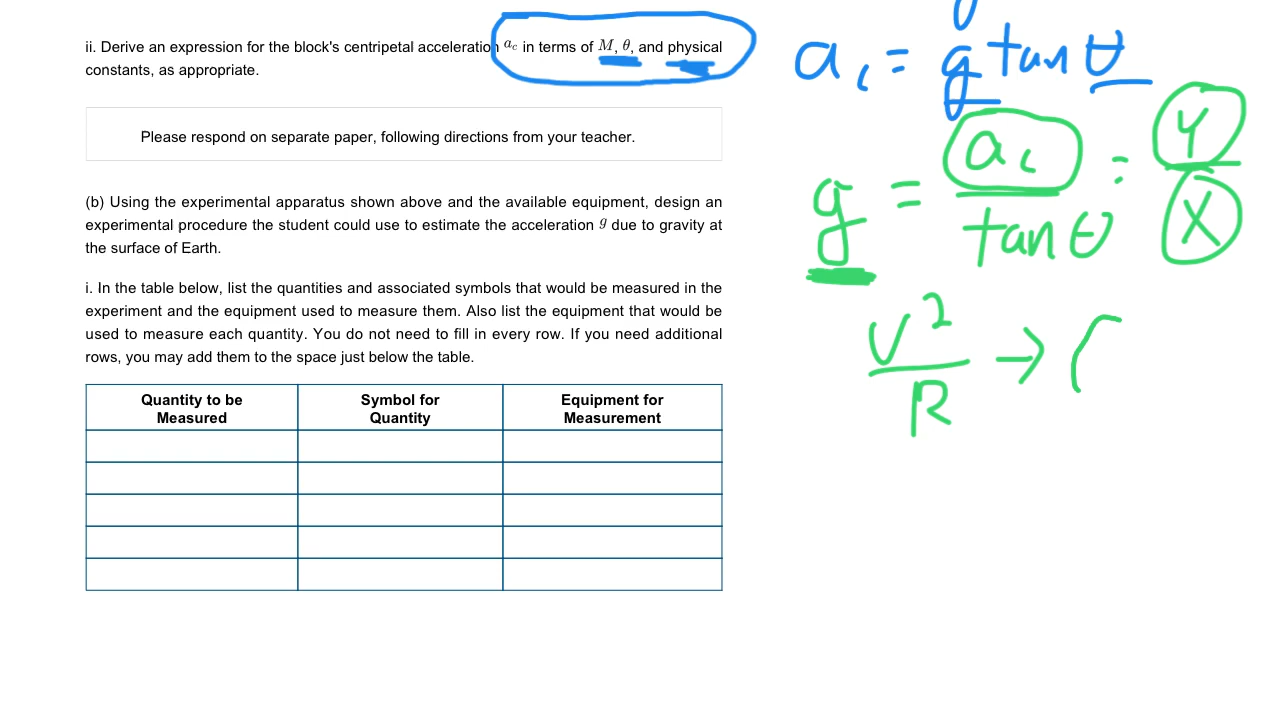 ii. Derive an expression for the block's centripetal acceleration a_c in terms of M, θ, and physical
constants, as appropriate.
Please respond on separate paper, following directions from your teacher.
(b) Using the experimental apparatus shown above and the available equipment, design an
experimental procedure the student could use to estimate the acceleration g due to gravity at
the surface of Earth.
i. In the table below, list the quantities and associated symbols that would be measured in the
experiment and the equipment used to measure them. Also list the equipment that would be
used to measure each quantity. You do not need to fill in every row. If you need additional
rows, you may add them to the space just below the table.
Quantity to be Measured
Symbol for Quantity
Equipment for Measurement
a_c = g tan θ
g = a_c / tan θ = Y / X
V² / R → (